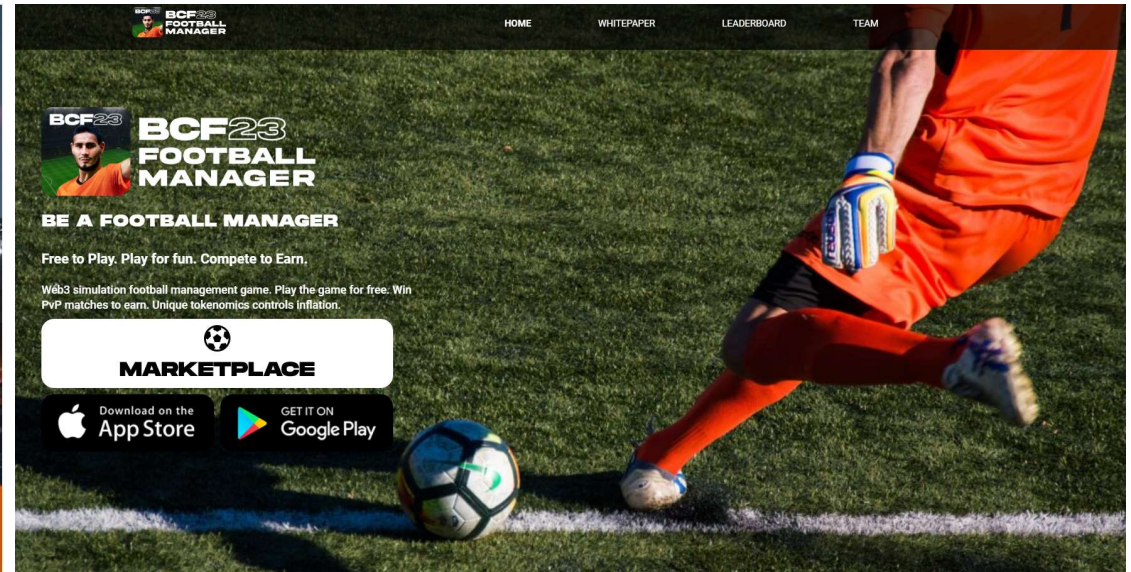 BCF23
BCF23
FOOTBALL
MANAGER
HOME
WHITEPAPER
LEADERBOARD
TEAM
BCF23
BCF23
FOOTBALL
MANAGER
BE A FOOTBALL MANAGER
Free to Play. Play for fun. Compete to Earn.
Web3 simulation football management game. Play the game for free. Win
PvP matches to earn. Unique tokenomics controls inflation.
MARKETPLACE
Download on the
App Store
GET IT ON
Google Play